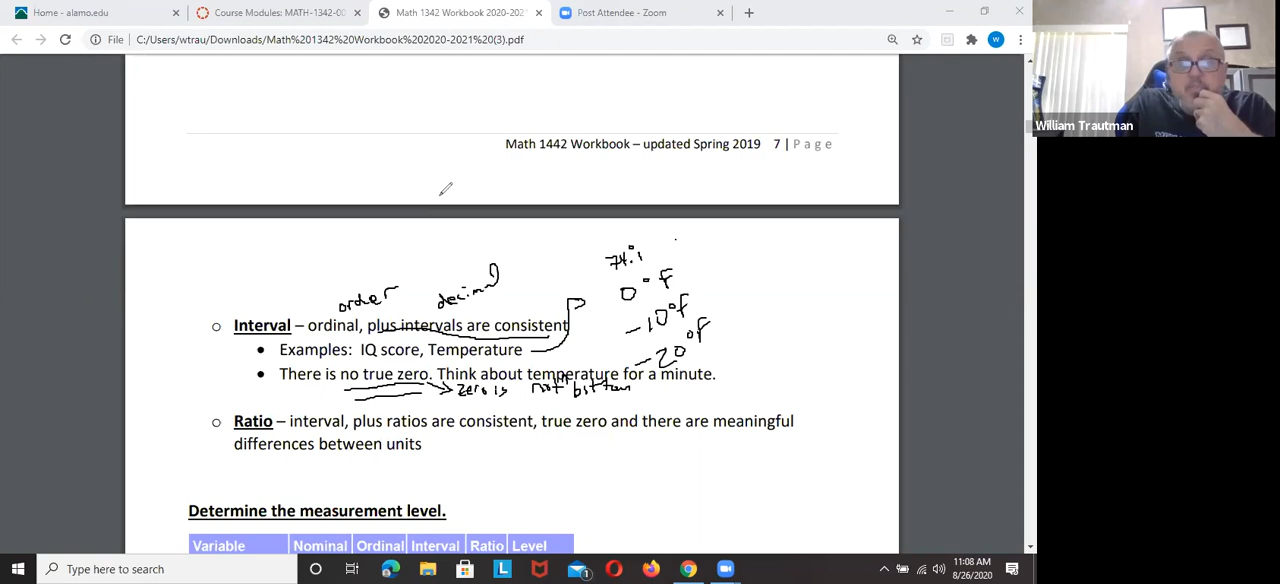 Home - alamo.edu
Course Modules: MATH-1342-00
Math 1342 Workbook 2020-202
Post Attendee - Zoom
File C:/Users/wtrau/Downloads/Math%201342%20Workbook%202020-2021%20(3).pdf
William Trautman
Math 1442 Workbook – updated Spring 2019 7 | Page
74.1
0°F
order decimal
-10°F
Interval – ordinal, plus intervals are consistent
-20°F
Examples: IQ score, Temperature
There is no true zero. Think about temperature for a minute.
zero is not bottom
Ratio – interval, plus ratios are consistent, true zero and there are meaningful
differences between units
Determine the measurement level.
Variable Nominal Ordinal Interval Ratio Level
Type here to search
11:08 AM
8/26/2020